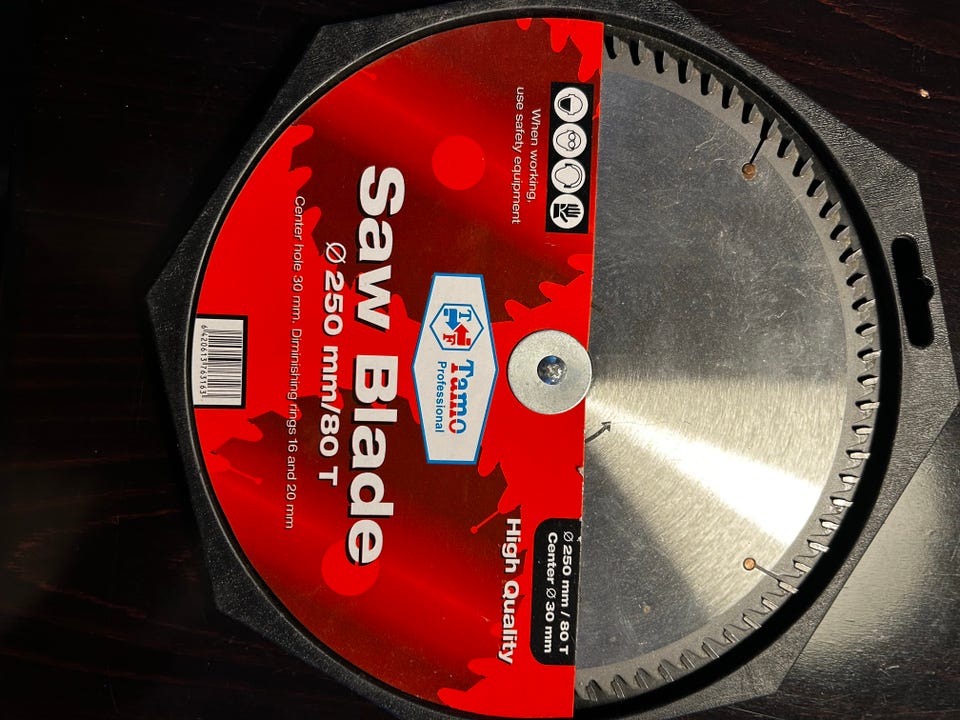 When working,
use safety equipment
Ø 250 mm / 80 T
Center Ø 30 mm
High Quality
T
F
Tamo
Professional
Saw Blade
Ø 250 mm/80 T
Center hole 30 mm. Diminishing rings 16 and 20 mm
6420613763163